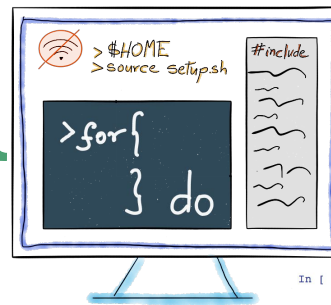 > $HOME
> source setup.sh
#include
>for{
} do
In [